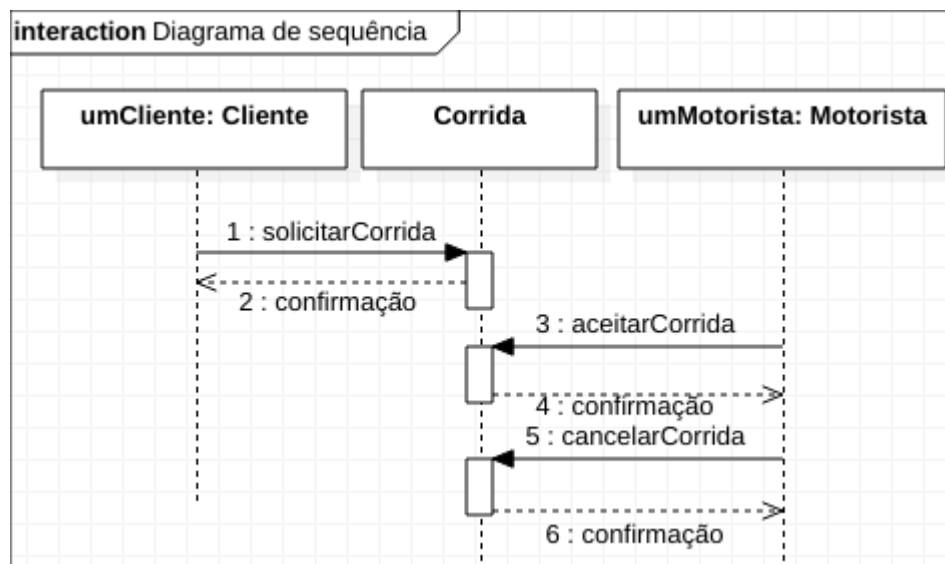 interaction Diagrama de sequência
umCliente: Cliente
Corrida
umMotorista: Motorista
1 : solicitarCorrida
2 : confirmação
3 : aceitarCorrida
4 : confirmação
5 : cancelarCorrida
6 : confirmação